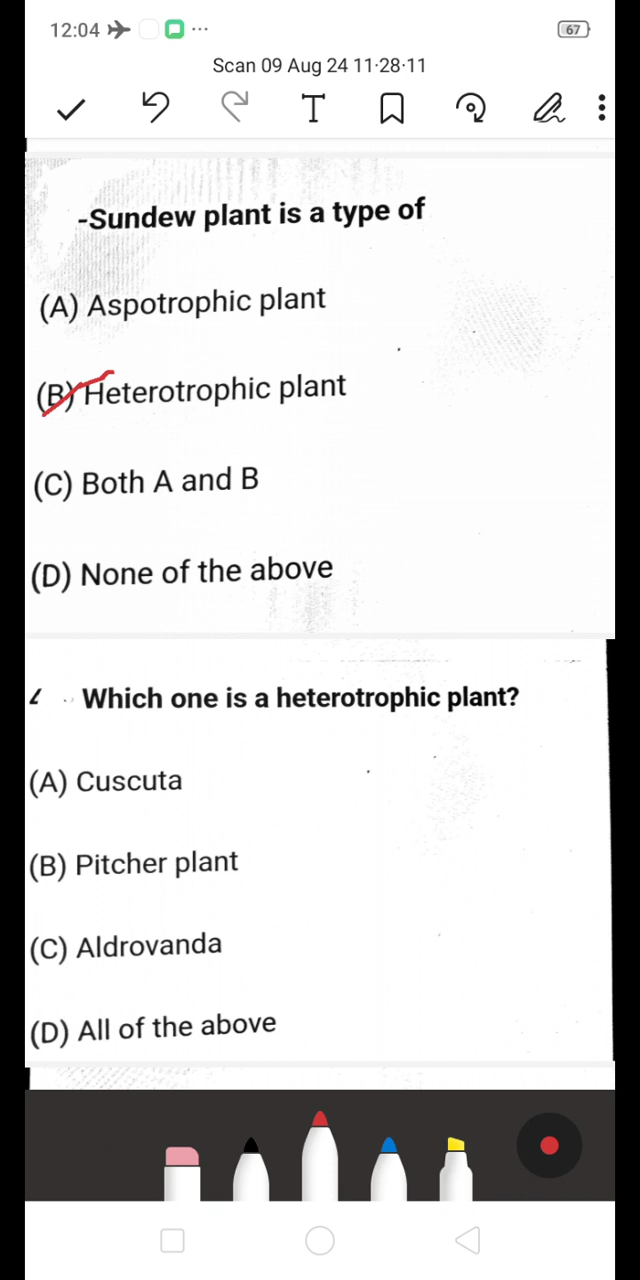 12:04
67
Scan 09 Aug 24 11·28·11
T
-Sundew plant is a type of
(A) Aspotrophic plant
(B) Heterotrophic plant
(C) Both A and B
(D) None of the above
Which one is a heterotrophic plant?
(A) Cuscuta
(B) Pitcher plant
(C) Aldrovanda
(D) All of the above